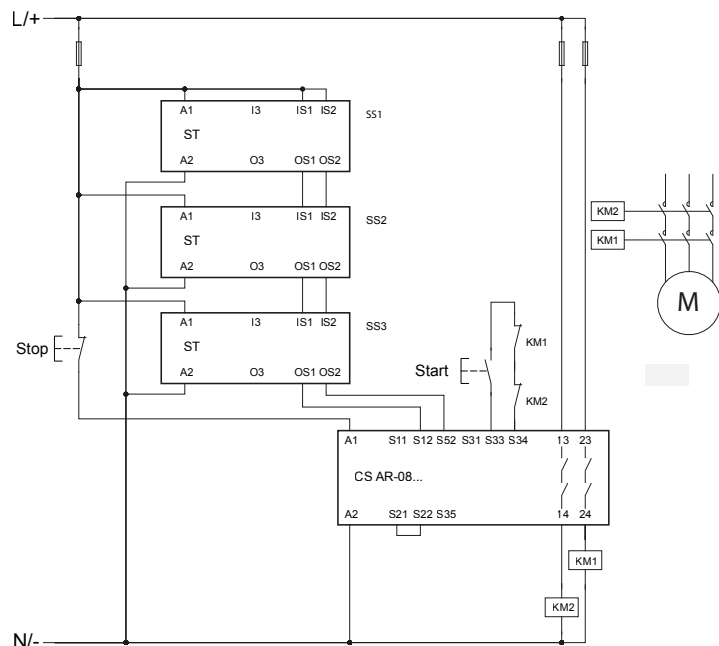 L/+
A1 I3 IS1 IS2 SS1
ST
A2 O3 OS1 OS2
A1 I3 IS1 IS2 SS2
ST
A2 O3 OS1 OS2
A1 I3 IS1 IS2 SS3
ST
A2 O3 OS1 OS2
KM2
KM1
M
Stop
Start
KM1
KM2
A1 S11 S12 S52 S31 S33 S34 13 23
CS AR-08...
A2 S21 S22 S35 14 24
KM1
KM2
N/-